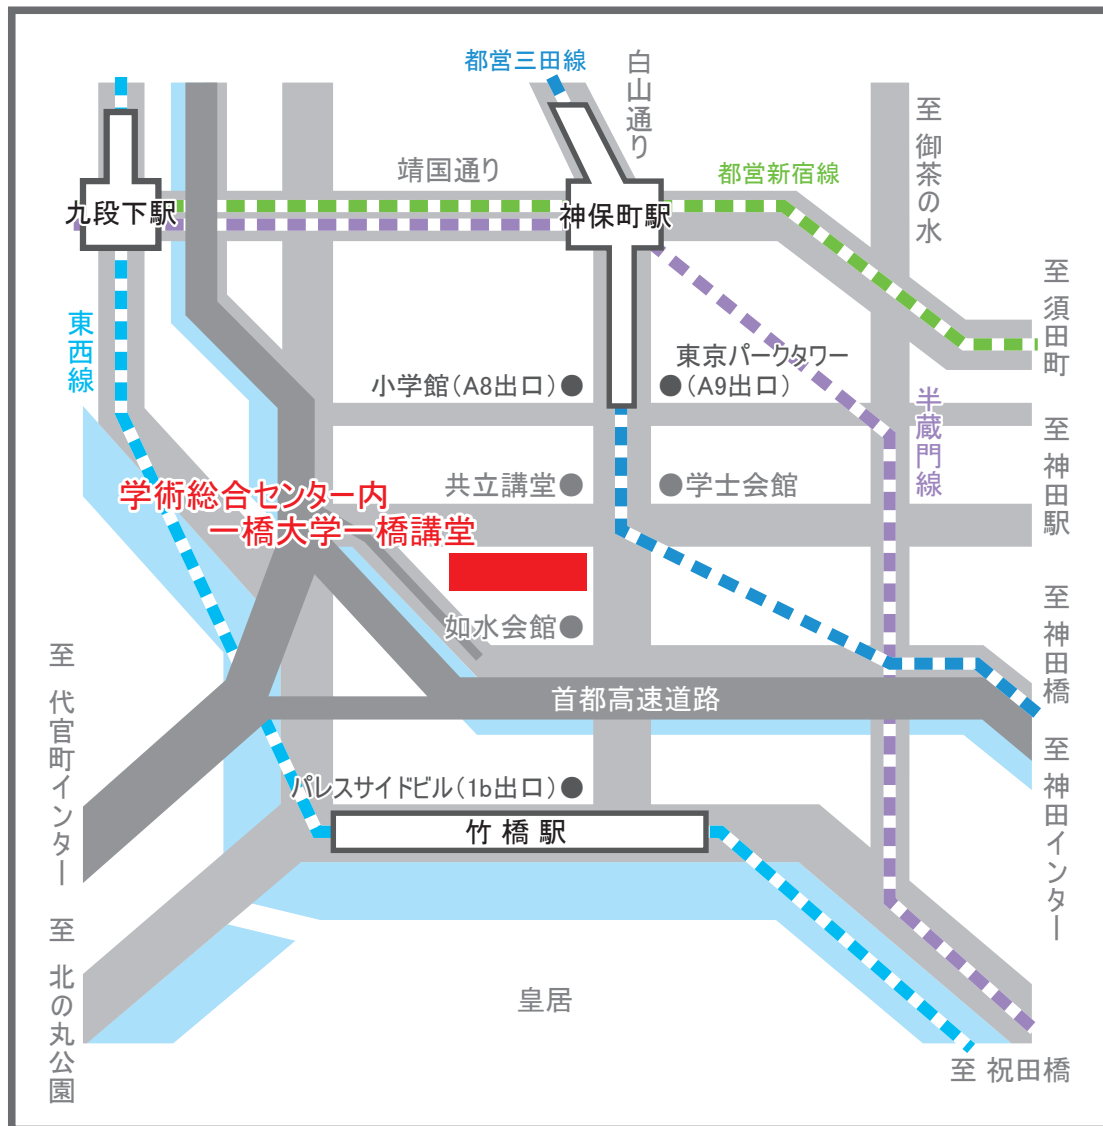 都営三田線
白山通り
至 御茶の水
靖国通り
都営新宿線
九段下駅
神保町駅
至 須田町
東西線
東京パークタワー
小学館(A8出口)●
●(A9出口)
半蔵門線
至 神田駅
共立講堂●
●学士会館
学術総合センター内
一橋大学一橋講堂
如水会館●
至 神田橋
至 代官町インター
首都高速道路
至 神田インター
パレスサイドビル(1b出口)●
竹橋駅
至 北の丸公園
皇居
至 祝田橋